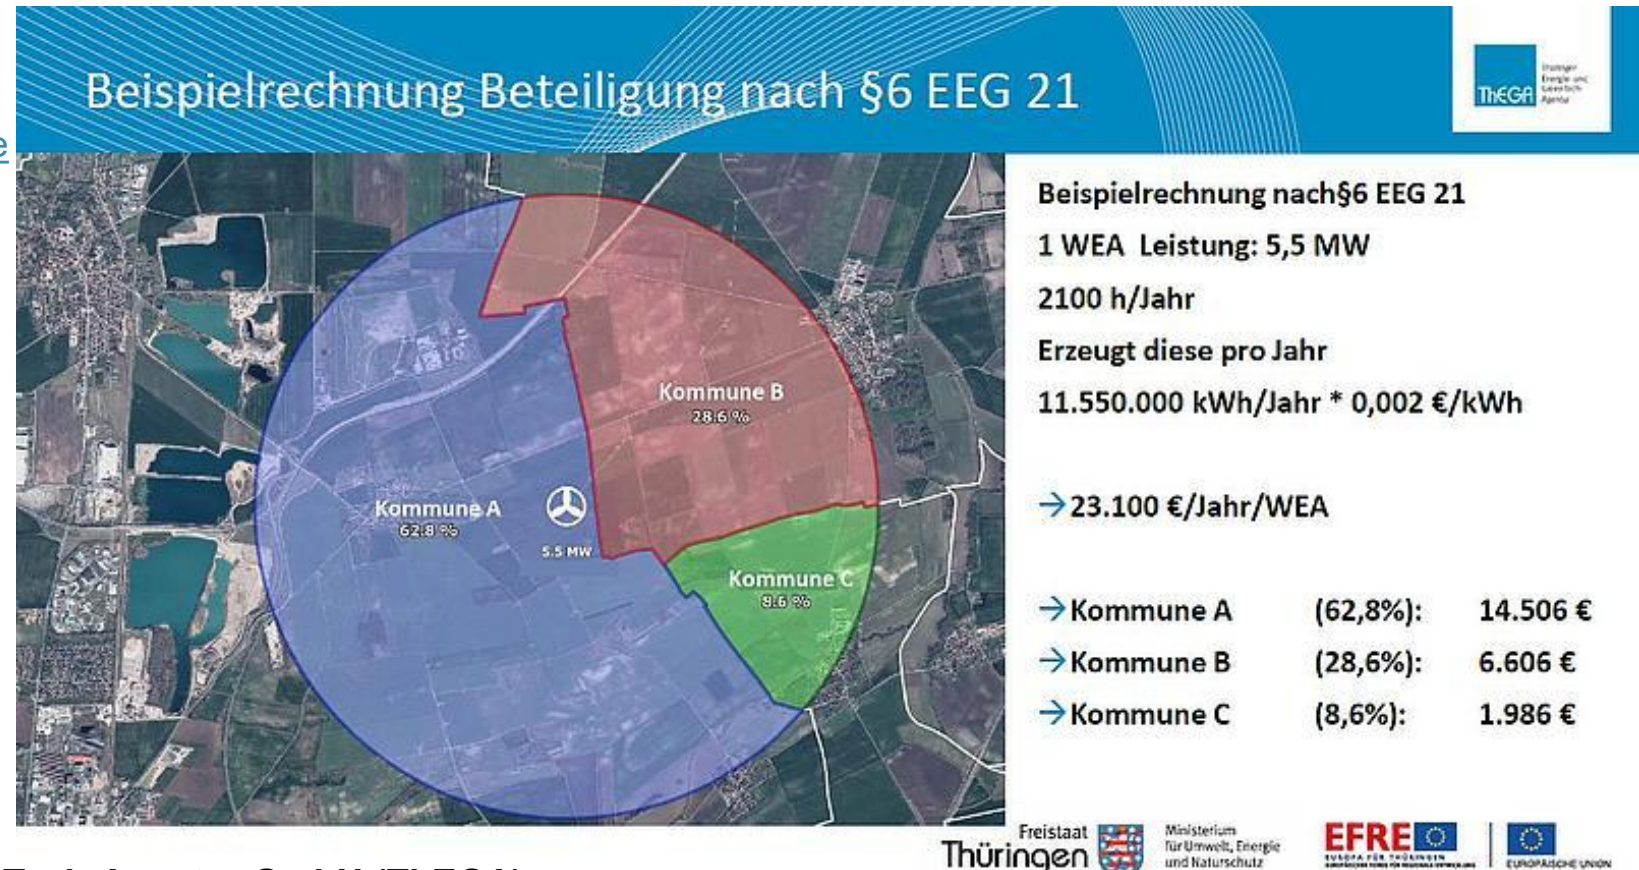 Beispielrechnung Beteiligung nach §6 EEG 21
ThEGA
e
Kommune B
28.6 %
Kommune A
62.8 %
5.5 MW
Kommune C
8.6 %
Beispielrechnung nach§6 EEG 21
1 WEA Leistung: 5,5 MW
2100 h/Jahr
Erzeugt diese pro Jahr
11.550.000 kWh/Jahr * 0,002 €/kWh
→23.100 €/Jahr/WEA
→Kommune A (62,8%): 14.506 €
→Kommune B (28,6%): 6.606 €
→Kommune C (8,6%): 1.986 €
Freistaat
Thüringen
Ministerium
für Umwelt, Energie
und Naturschutz
EFRE
EUROPA FÜR THÜRINGEN
EUROPÄISCHE UNION